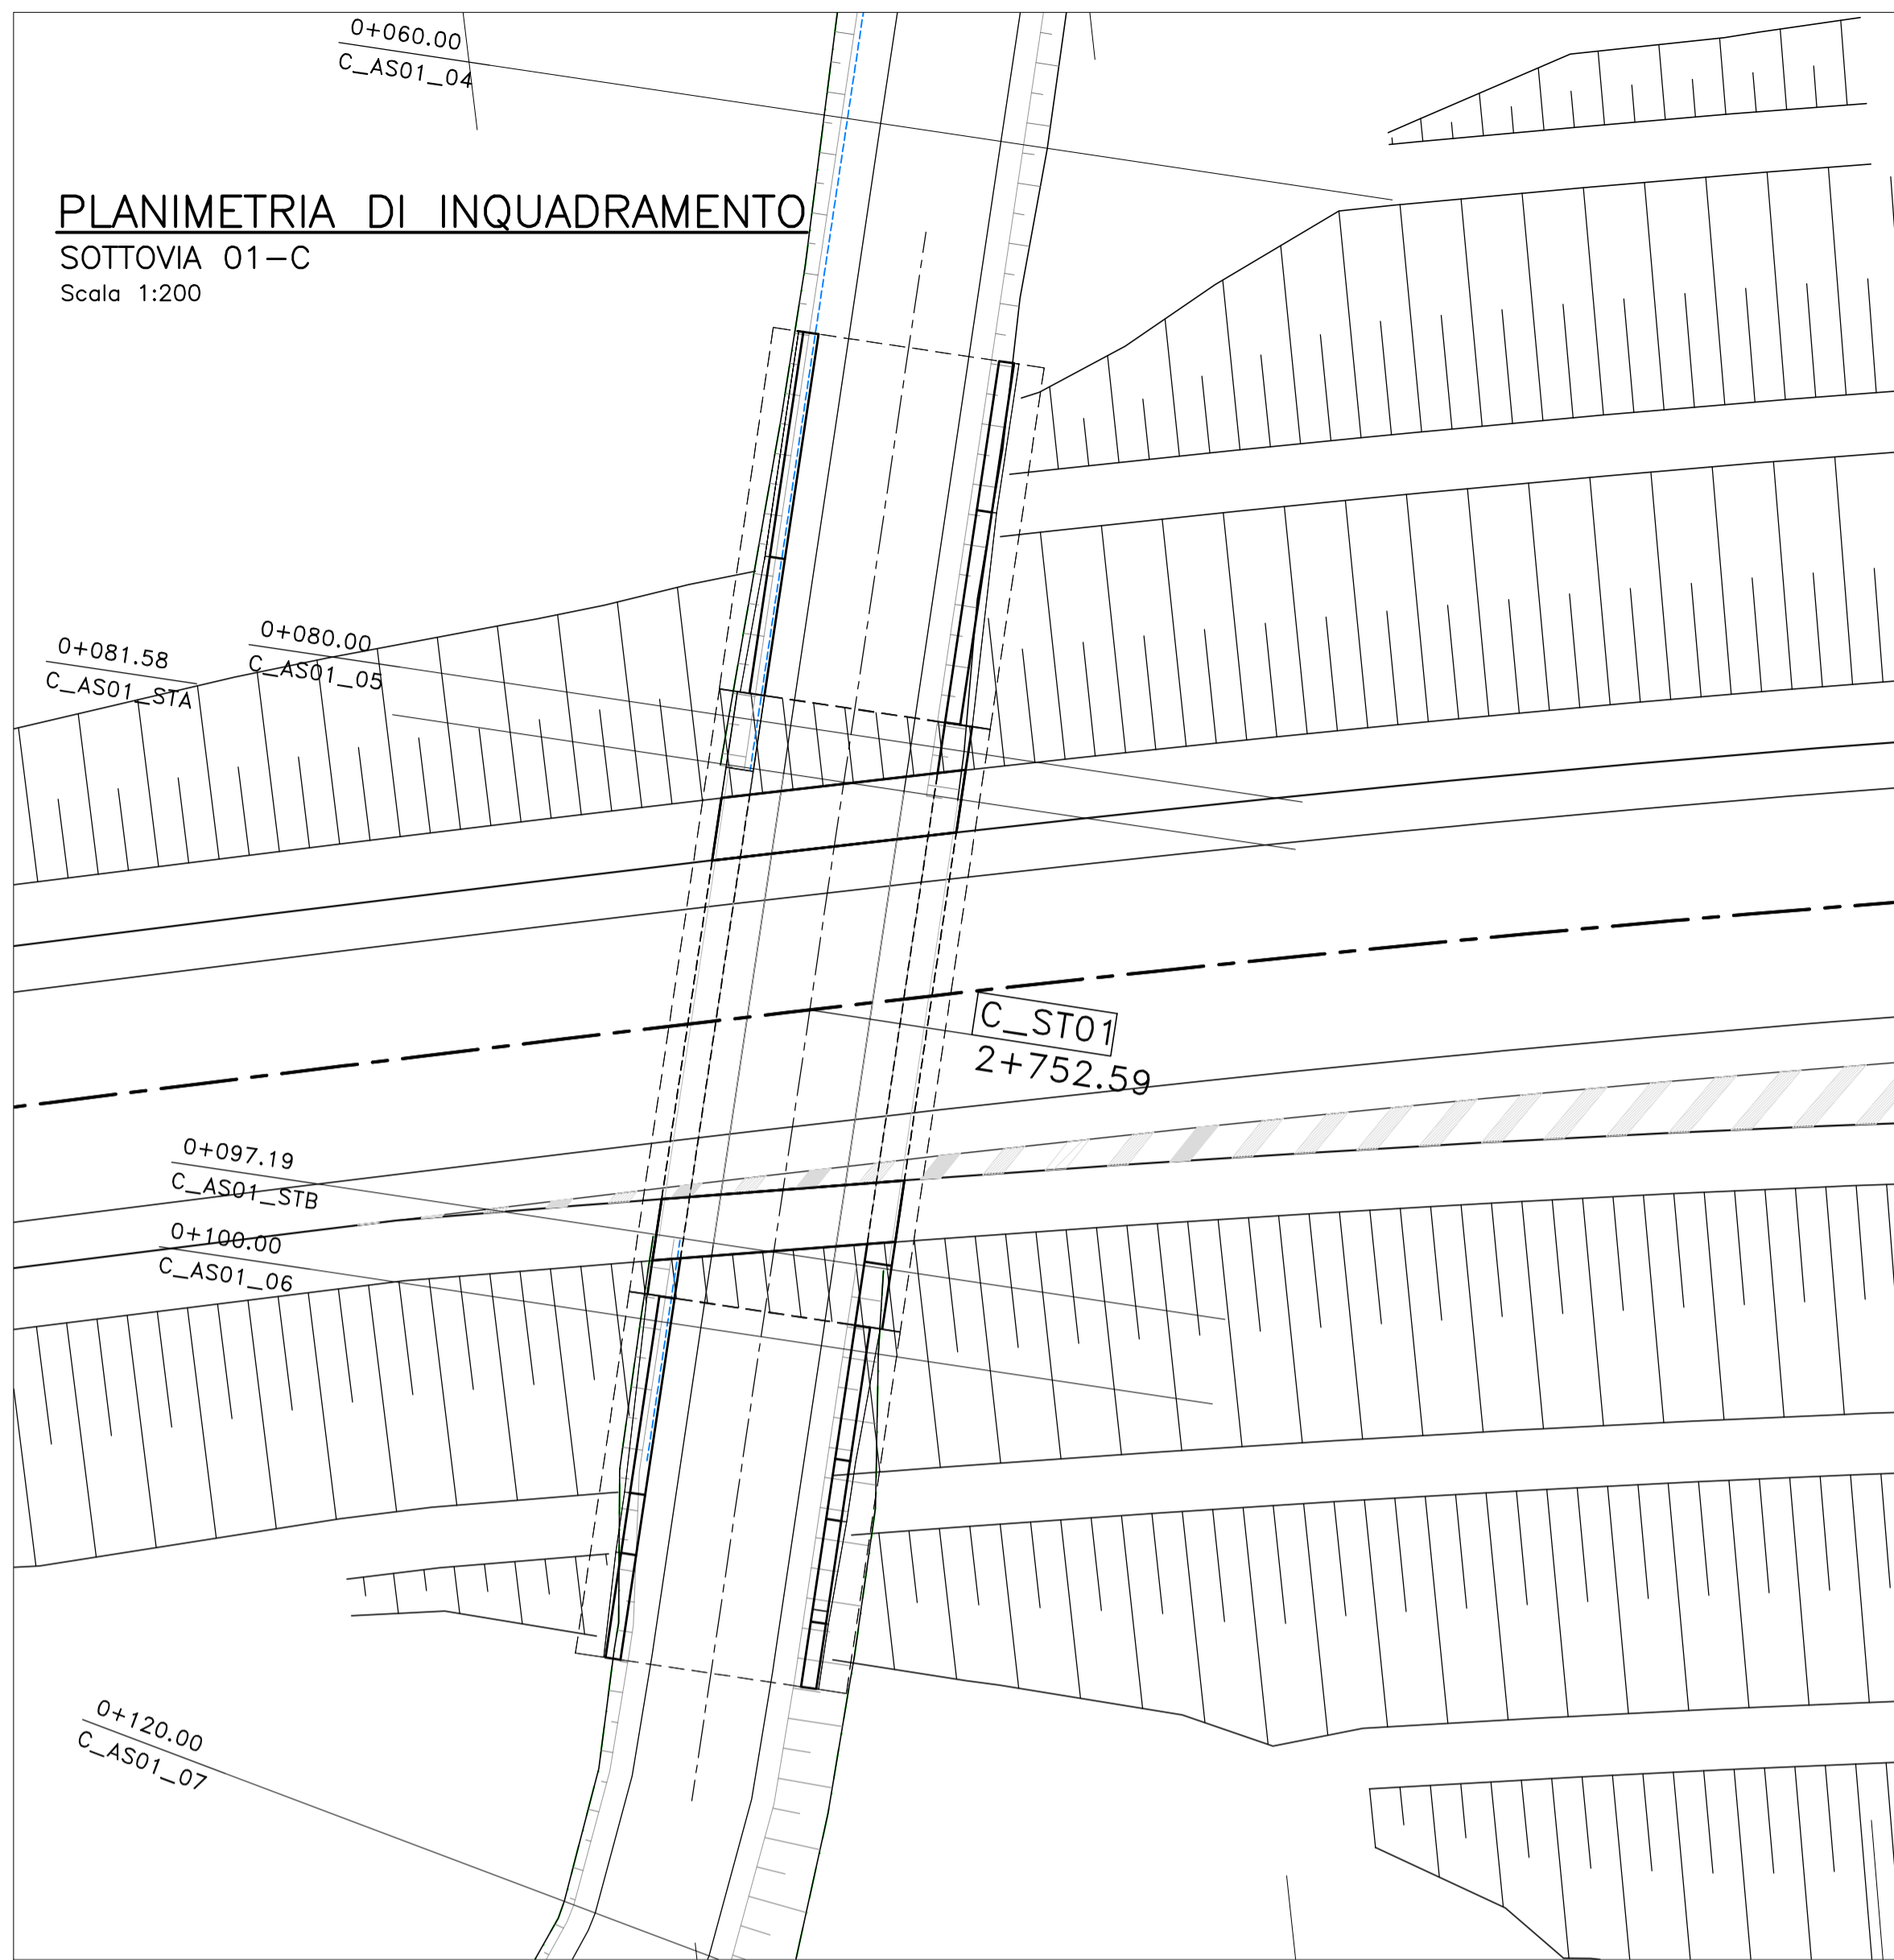 0+060.00
C_AS01_04
PLANIMETRIA DI INQUADRAMENTO
SOTTOVIA 01-C
Scala 1:200
0+081.58
C_AS01_STA
0+080.00
C_AS01_05
C_ST01
2+752.59
0+097.19
C_AS01_STB
0+100.00
C_AS01_06
0+120.00
C_AS01_07